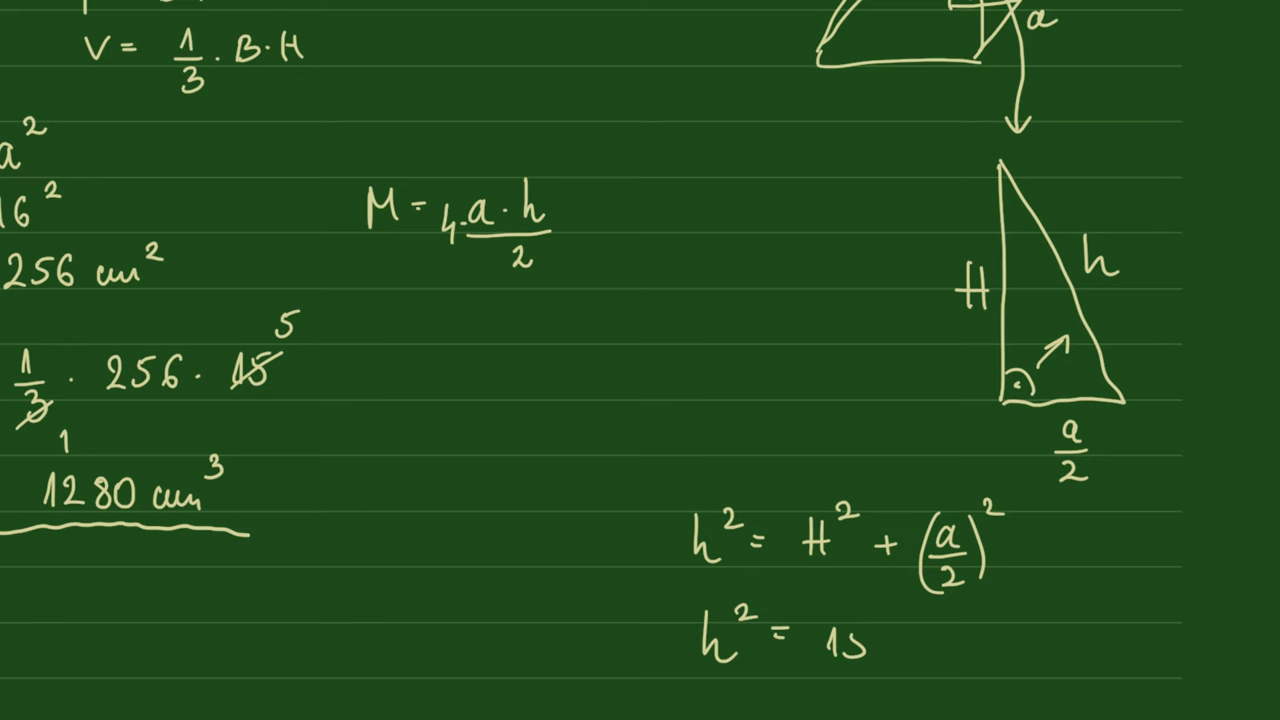 V = 1/3 · B · H
a
a²
16²
256 cm²
M = 4 · a · h / 2
H
h
a/2
1/3 · 256 · 15
5
1
1280 cm³
h² = H² + (a/2)²
h² = 15